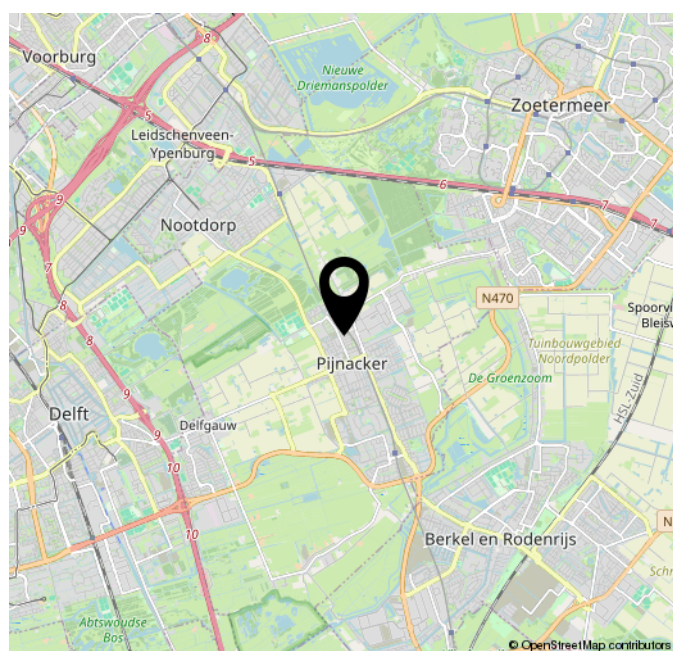 8
Voorburg
Nieuwe
Driemanspolder
Zoetermeer
5
Leidschenveen-
Ypenburg
5
6
9
7
9
7
Nootdorp
9
7
8
N470
Spoorvi
Bleisw
8
Tuinbouwgebied
Noordpolder
Pijnacker
De Groenzoom
9
HSL-Zuid
Delft
Delfgauw
9
10
N
10
Berkel en Rodenrijs
Schr
Abtswoudse
Bos
© OpenStreetMap contributors